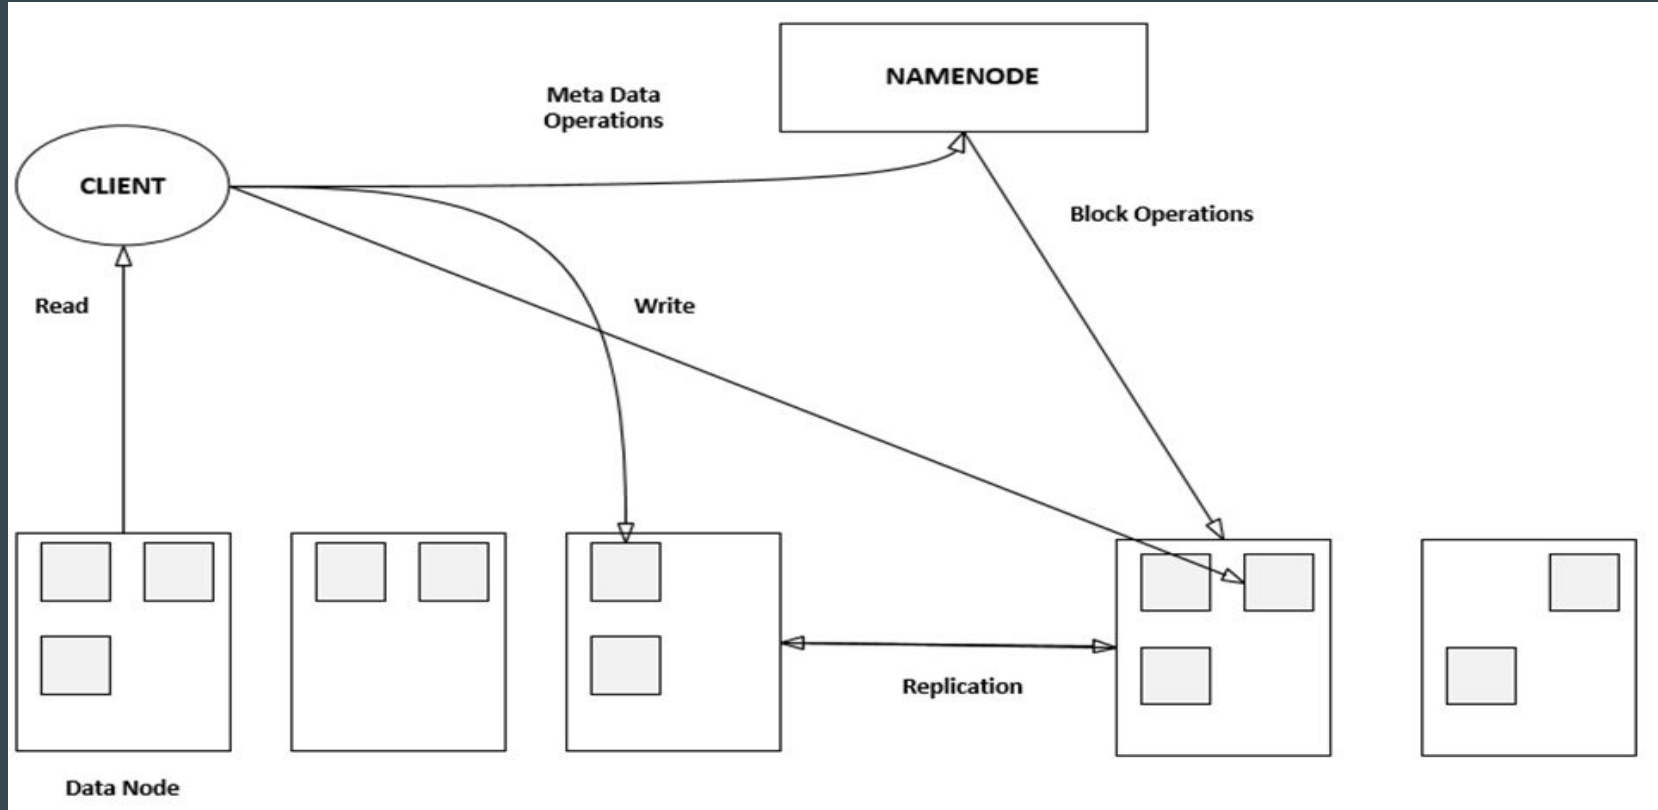 NAMENODE
Meta Data
Operations
CLIENT
Block Operations
Read
Write
Replication
Data Node